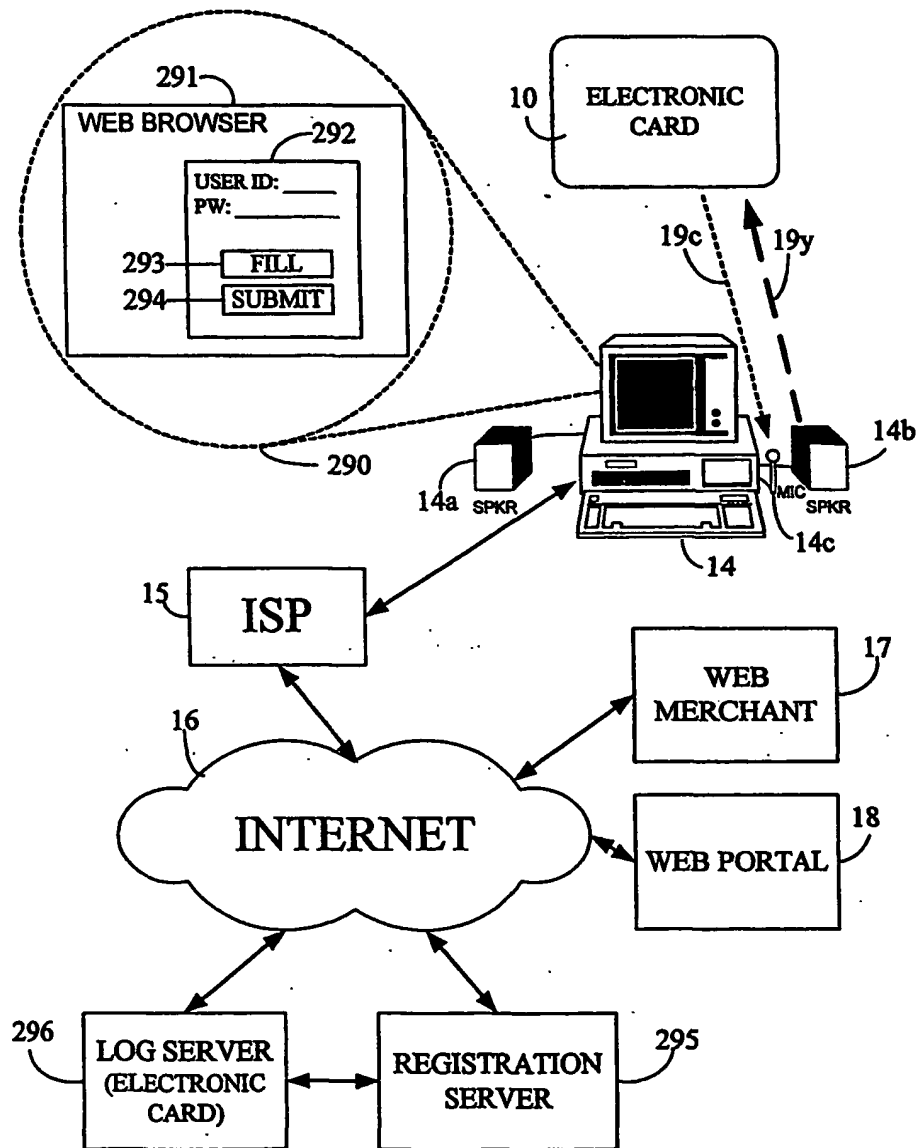 291
WEB BROWSER
292
USER ID: ____
PW: ________
293
FILL
294
SUBMIT
290
10
ELECTRONIC
CARD
19c
19y
14a
SPKR
14b
MIC
SPKR
14c
14
15
ISP
17
WEB
MERCHANT
16
INTERNET
18
WEB PORTAL
296
LOG SERVER
(ELECTRONIC
CARD)
295
REGISTRATION
SERVER